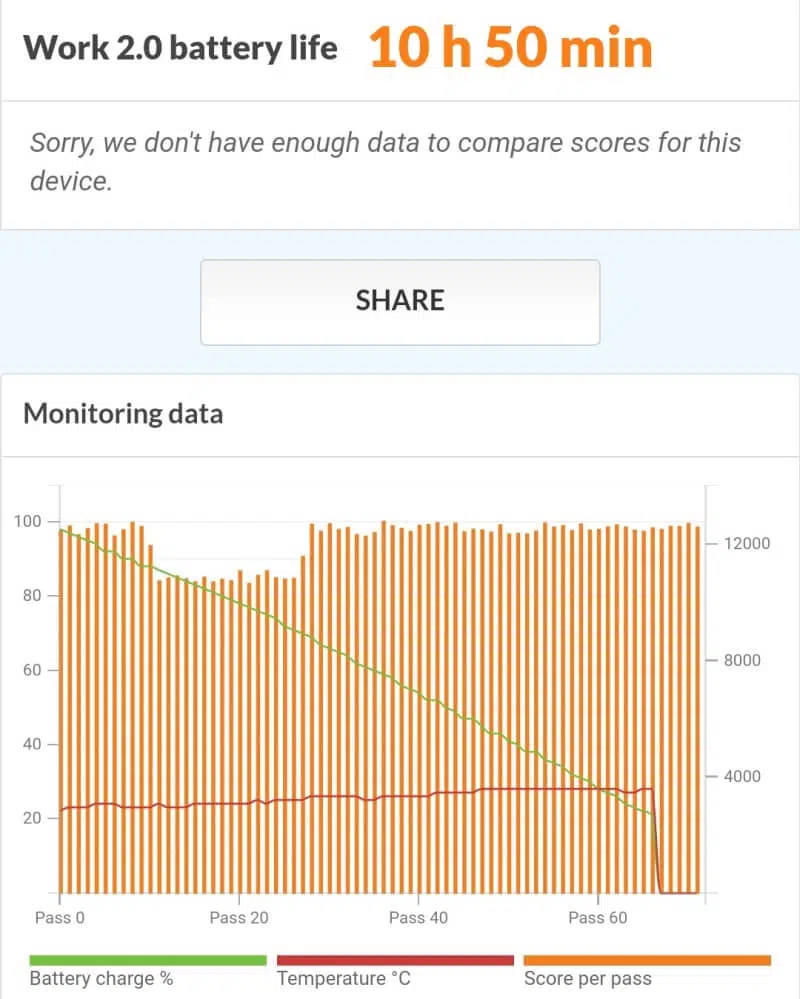 Work 2.0 battery life 10 h 50 min
Sorry, we don't have enough data to compare scores for this
device.
SHARE
Monitoring data
100
80
60
40
20
12000
8000
4000
Pass 0 Pass 20 Pass 40 Pass 60
Battery charge % Temperature °C Score per pass